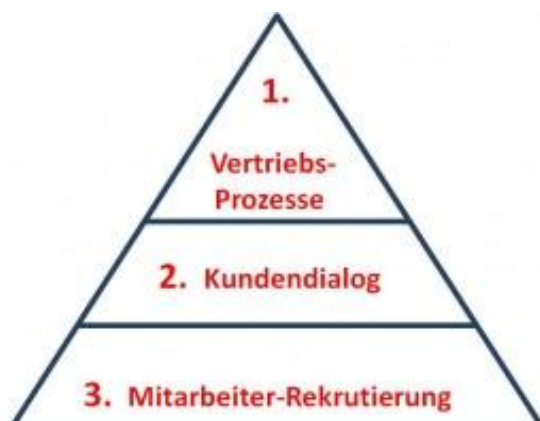 1.
Vertriebs-
Prozesse
2. Kundendialog
3. Mitarbeiter-Rekrutierung